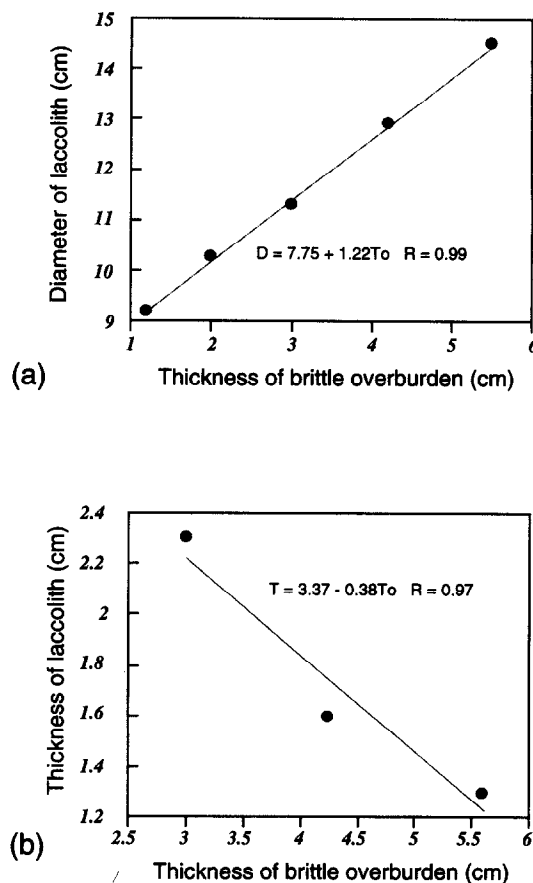 15
14
13
12
11
10
9
Diameter of laccolith (cm)
D = 7.75 + 1.22To R = 0.99
1 2 3 4 5 6
(a) Thickness of brittle overburden (cm)
2.4
2.2
2
1.8
1.6
1.4
1.2
Thickness of laccolith (cm)
T = 3.37 - 0.38To R = 0.97
2.5 3 3.5 4 4.5 5 5.5 6
(b) Thickness of brittle overburden (cm)